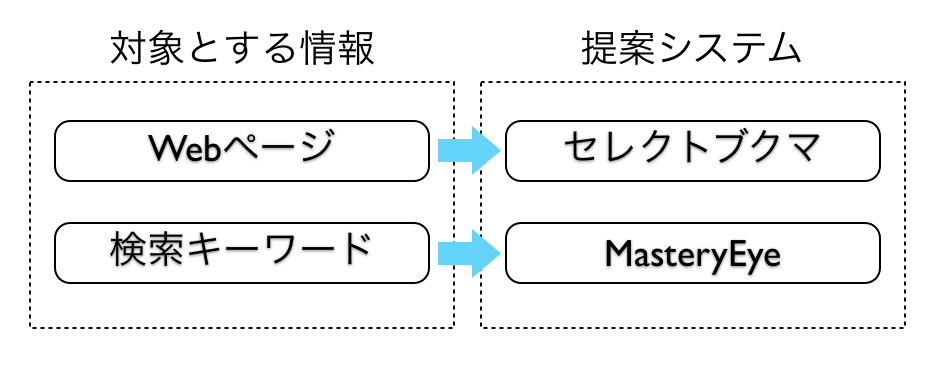 対象とする情報
提案システム
Webページ
セレクトブクマ
検索キーワード
MasteryEye